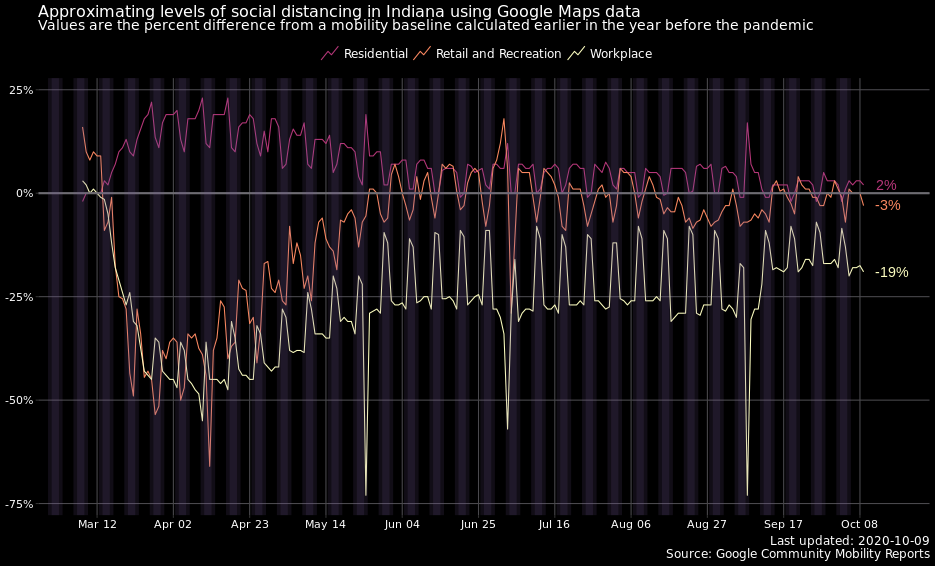 Approximating levels of social distancing in Indiana using Google Maps data
Values are the percent difference from a mobility baseline calculated earlier in the year before the pandemic
Residential Retail and Recreation Workplace
25%
0%
-25%
-50%
-75%
2%
-3%
-19%
Mar 12 Apr 02 Apr 23 May 14 Jun 04 Jun 25 Jul 16 Aug 06 Aug 27 Sep 17 Oct 08
Last updated: 2020-10-09
Source: Google Community Mobility Reports